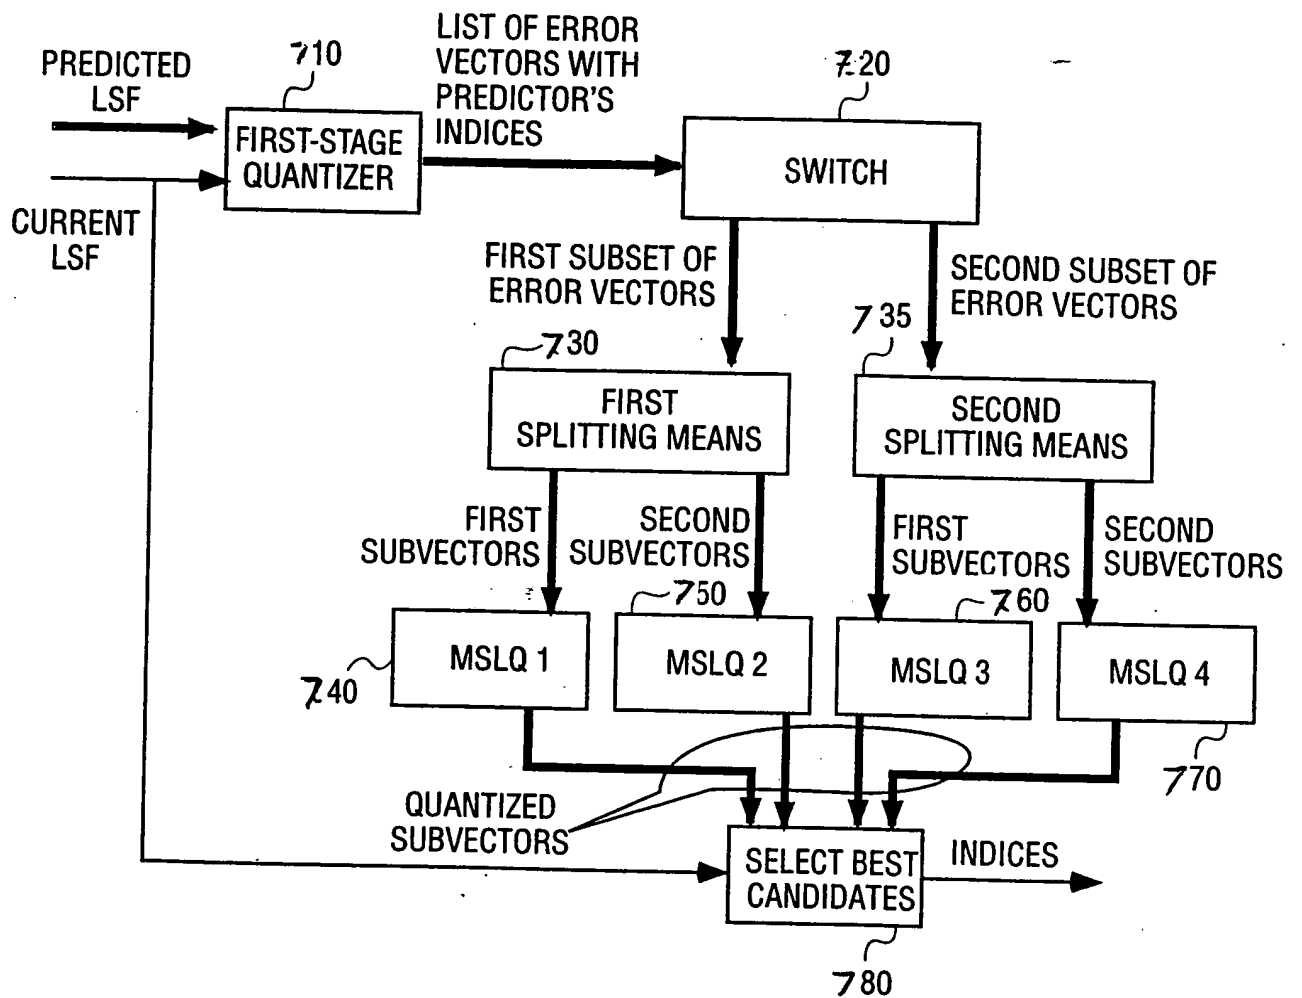 PREDICTED
LSF
710
FIRST-STAGE
QUANTIZER
CURRENT
LSF
LIST OF ERROR
VECTORS WITH
PREDICTOR'S
INDICES
720
SWITCH
FIRST SUBSET OF
ERROR VECTORS
SECOND SUBSET OF
ERROR VECTORS
730
FIRST
SPLITTING MEANS
735
SECOND
SPLITTING MEANS
FIRST
SUBVECTORS
SECOND
SUBVECTORS
FIRST
SUBVECTORS
SECOND
SUBVECTORS
740
MSLQ 1
750
MSLQ 2
760
MSLQ 3
MSLQ 4
770
QUANTIZED
SUBVECTORS
SELECT BEST
CANDIDATES
INDICES
780